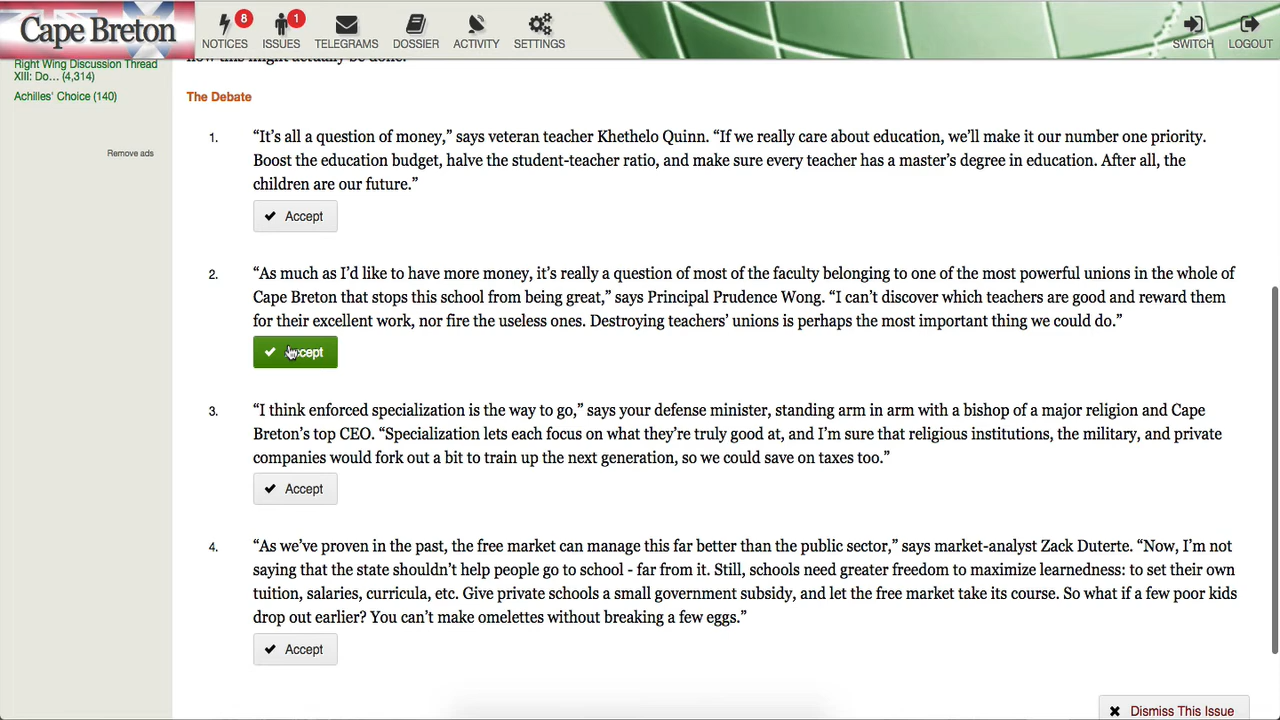 Cape Breton
8
1
NOTICES ISSUES TELEGRAMS DOSSIER ACTIVITY SETTINGS SWITCH LOGOUT
Right Wing Discussion Thread
XIII: Do... (4,314)
Achilles' Choice (140)
Remove ads
how this might actually be done.
The Debate
1. “It’s all a question of money,” says veteran teacher Khethelo Quinn. “If we really care about education, we’ll make it our number one priority.
Boost the education budget, halve the student-teacher ratio, and make sure every teacher has a master’s degree in education. After all, the
children are our future.”
Accept
2. “As much as I’d like to have more money, it’s really a question of most of the faculty belonging to one of the most powerful unions in the whole of
Cape Breton that stops this school from being great,” says Principal Prudence Wong. “I can’t discover which teachers are good and reward them
for their excellent work, nor fire the useless ones. Destroying teachers’ unions is perhaps the most important thing we could do.”
Accept
3. “I think enforced specialization is the way to go,” says your defense minister, standing arm in arm with a bishop of a major religion and Cape
Breton’s top CEO. “Specialization lets each focus on what they’re truly good at, and I’m sure that religious institutions, the military, and private
companies would fork out a bit to train up the next generation, so we could save on taxes too.”
Accept
4. “As we’ve proven in the past, the free market can manage this far better than the public sector,” says market-analyst Zack Duterte. “Now, I’m not
saying that the state shouldn’t help people go to school - far from it. Still, schools need greater freedom to maximize learnedness: to set their own
tuition, salaries, curricula, etc. Give private schools a small government subsidy, and let the free market take its course. So what if a few poor kids
drop out earlier? You can’t make omelettes without breaking a few eggs.”
Accept
Dismiss This Issue